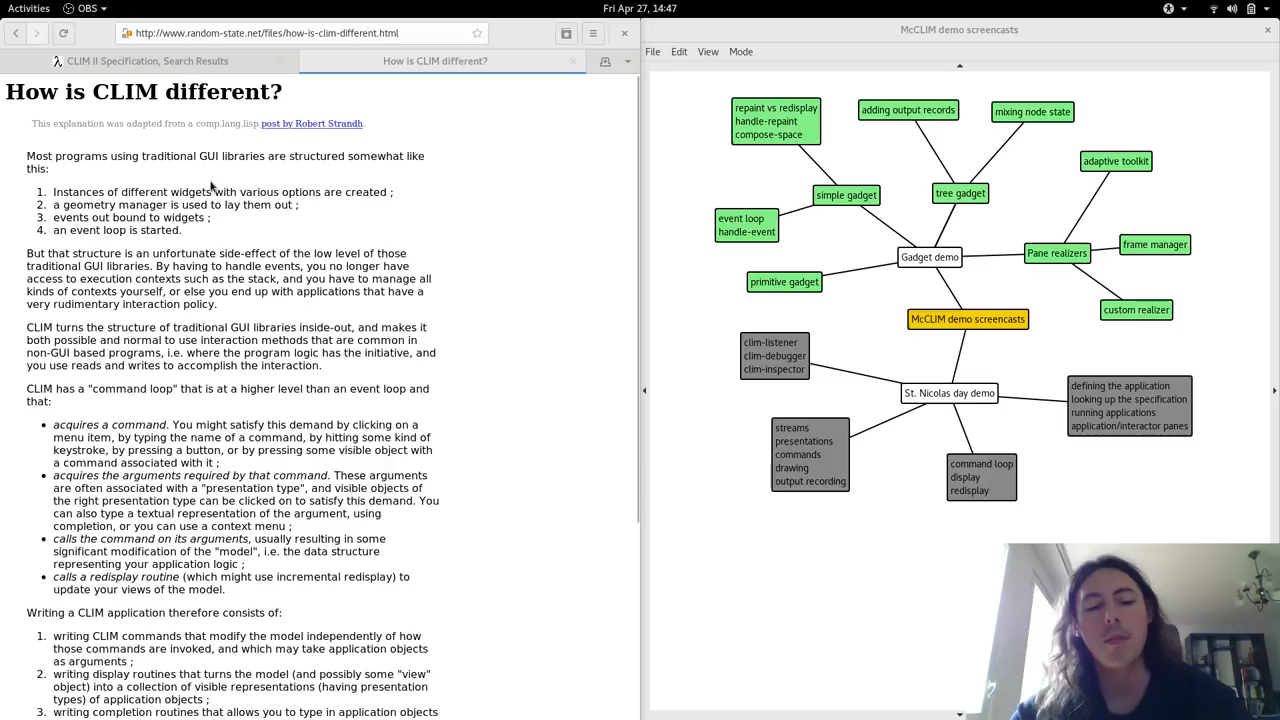 Activities
OBS
Fri Apr 27, 14:47
http://www.random-state.net/files/how-is-clim-different.html
CLIM II Specification, Search Results
How is CLIM different?
How is CLIM different?
This explanation was adapted from a comp.lang.lisp post by Robert Strandh.
Most programs using traditional GUI libraries are structured somewhat like
this:
1. Instances of different widgets with various options are created ;
2. a geometry manager is used to lay them out ;
3. events out bound to widgets ;
4. an event loop is started.
But that structure is an unfortunate side-effect of the low level of those
traditional GUI libraries. By having to handle events, you no longer have
access to execution contexts such as the stack, and you have to manage all
kinds of contexts yourself, or else you end up with applications that have a
very rudimentary interaction policy.
CLIM turns the structure of traditional GUI libraries inside-out, and makes it
both possible and normal to use interaction methods that are common in
non-GUI based programs, i.e. where the program logic has the initiative, and
you use reads and writes to accomplish the interaction.
CLIM has a "command loop" that is at a higher level than an event loop and
that:
• acquires a command. You might satisfy this demand by clicking on a
menu item, by typing the name of a command, by hitting some kind of
keystroke, by pressing a button, or by pressing some visible object with
a command associated with it ;
• acquires the arguments required by that command. These arguments
are often associated with a "presentation type", and visible objects of
the right presentation type can be clicked on to satisfy this demand. You
can also type a textual representation of the argument, using
completion, or you can use a context menu ;
• calls the command on its arguments, usually resulting in some
significant modification of the "model", i.e. the data structure
representing your application logic ;
• calls a redisplay routine (which might use incremental redisplay) to
update your views of the model.
Writing a CLIM application therefore consists of:
1. writing CLIM commands that modify the model independently of how
those commands are invoked, and which may take application objects
as arguments ;
2. writing display routines that turns the model (and possibly some "view"
object) into a collection of visible representations (having presentation
types) of application objects ;
3. writing completion routines that allows you to type in application objects
McCLIM demo screencasts
File Edit View Mode
repaint vs redisplay
handle-repaint
compose-space
adding output records
mixing node state
adaptive toolkit
simple gadget
tree gadget
event loop
handle-event
frame manager
Gadget demo
Pane realizers
primitive gadget
custom realizer
McCLIM demo screencasts
clim-listener
clim-debugger
clim-inspector
St. Nicolas day demo
defining the application
looking up the specification
running applications
application/interactor panes
streams
presentations
commands
drawing
output recording
command loop
display
redisplay